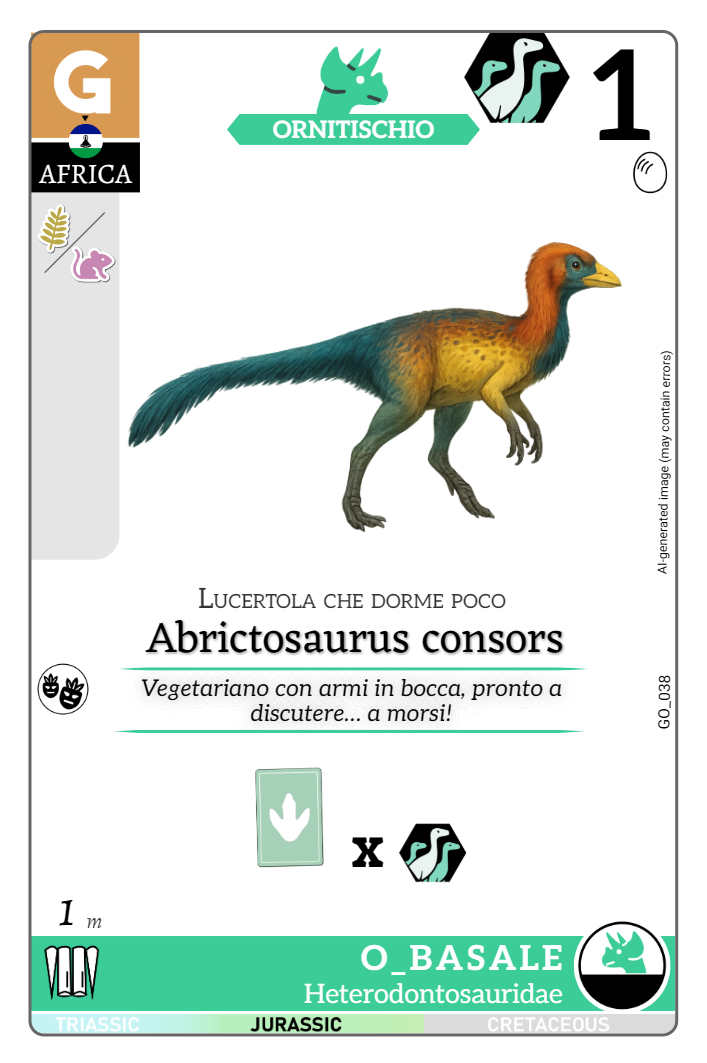 G
ORNITISCHIO
1
AFRICA
AI-generated image (may contain errors)
Lucertola che dorme poco
Abrictosaurus consors
Vegetariano con armi in bocca, pronto a
discutere... a morsi!
GO_038
x
1 m
O_BASALE
Heterodontosauridae
TRIASSIC JURASSIC CRETACEOUS